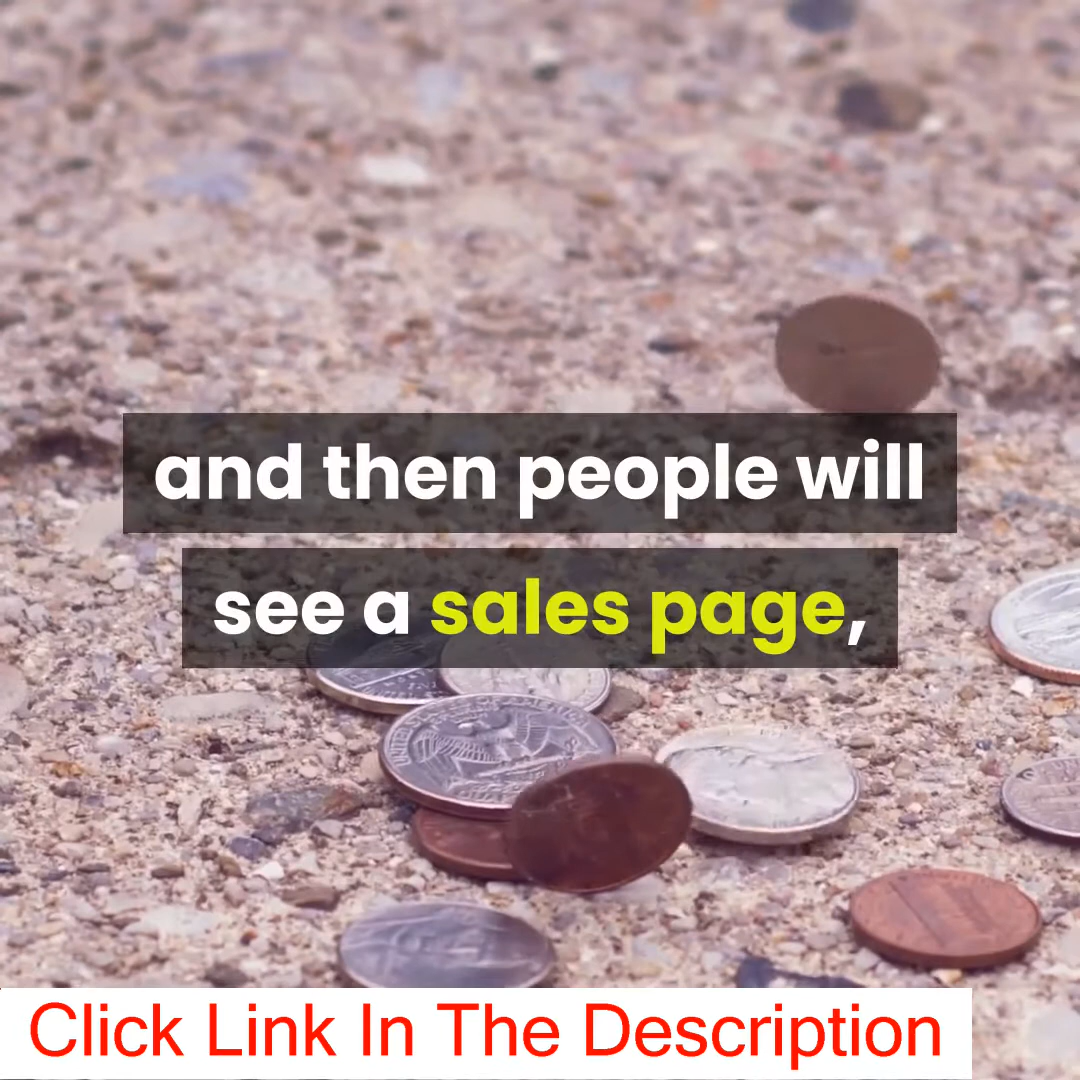 and then people will
see a sales page,
Click Link In The Description